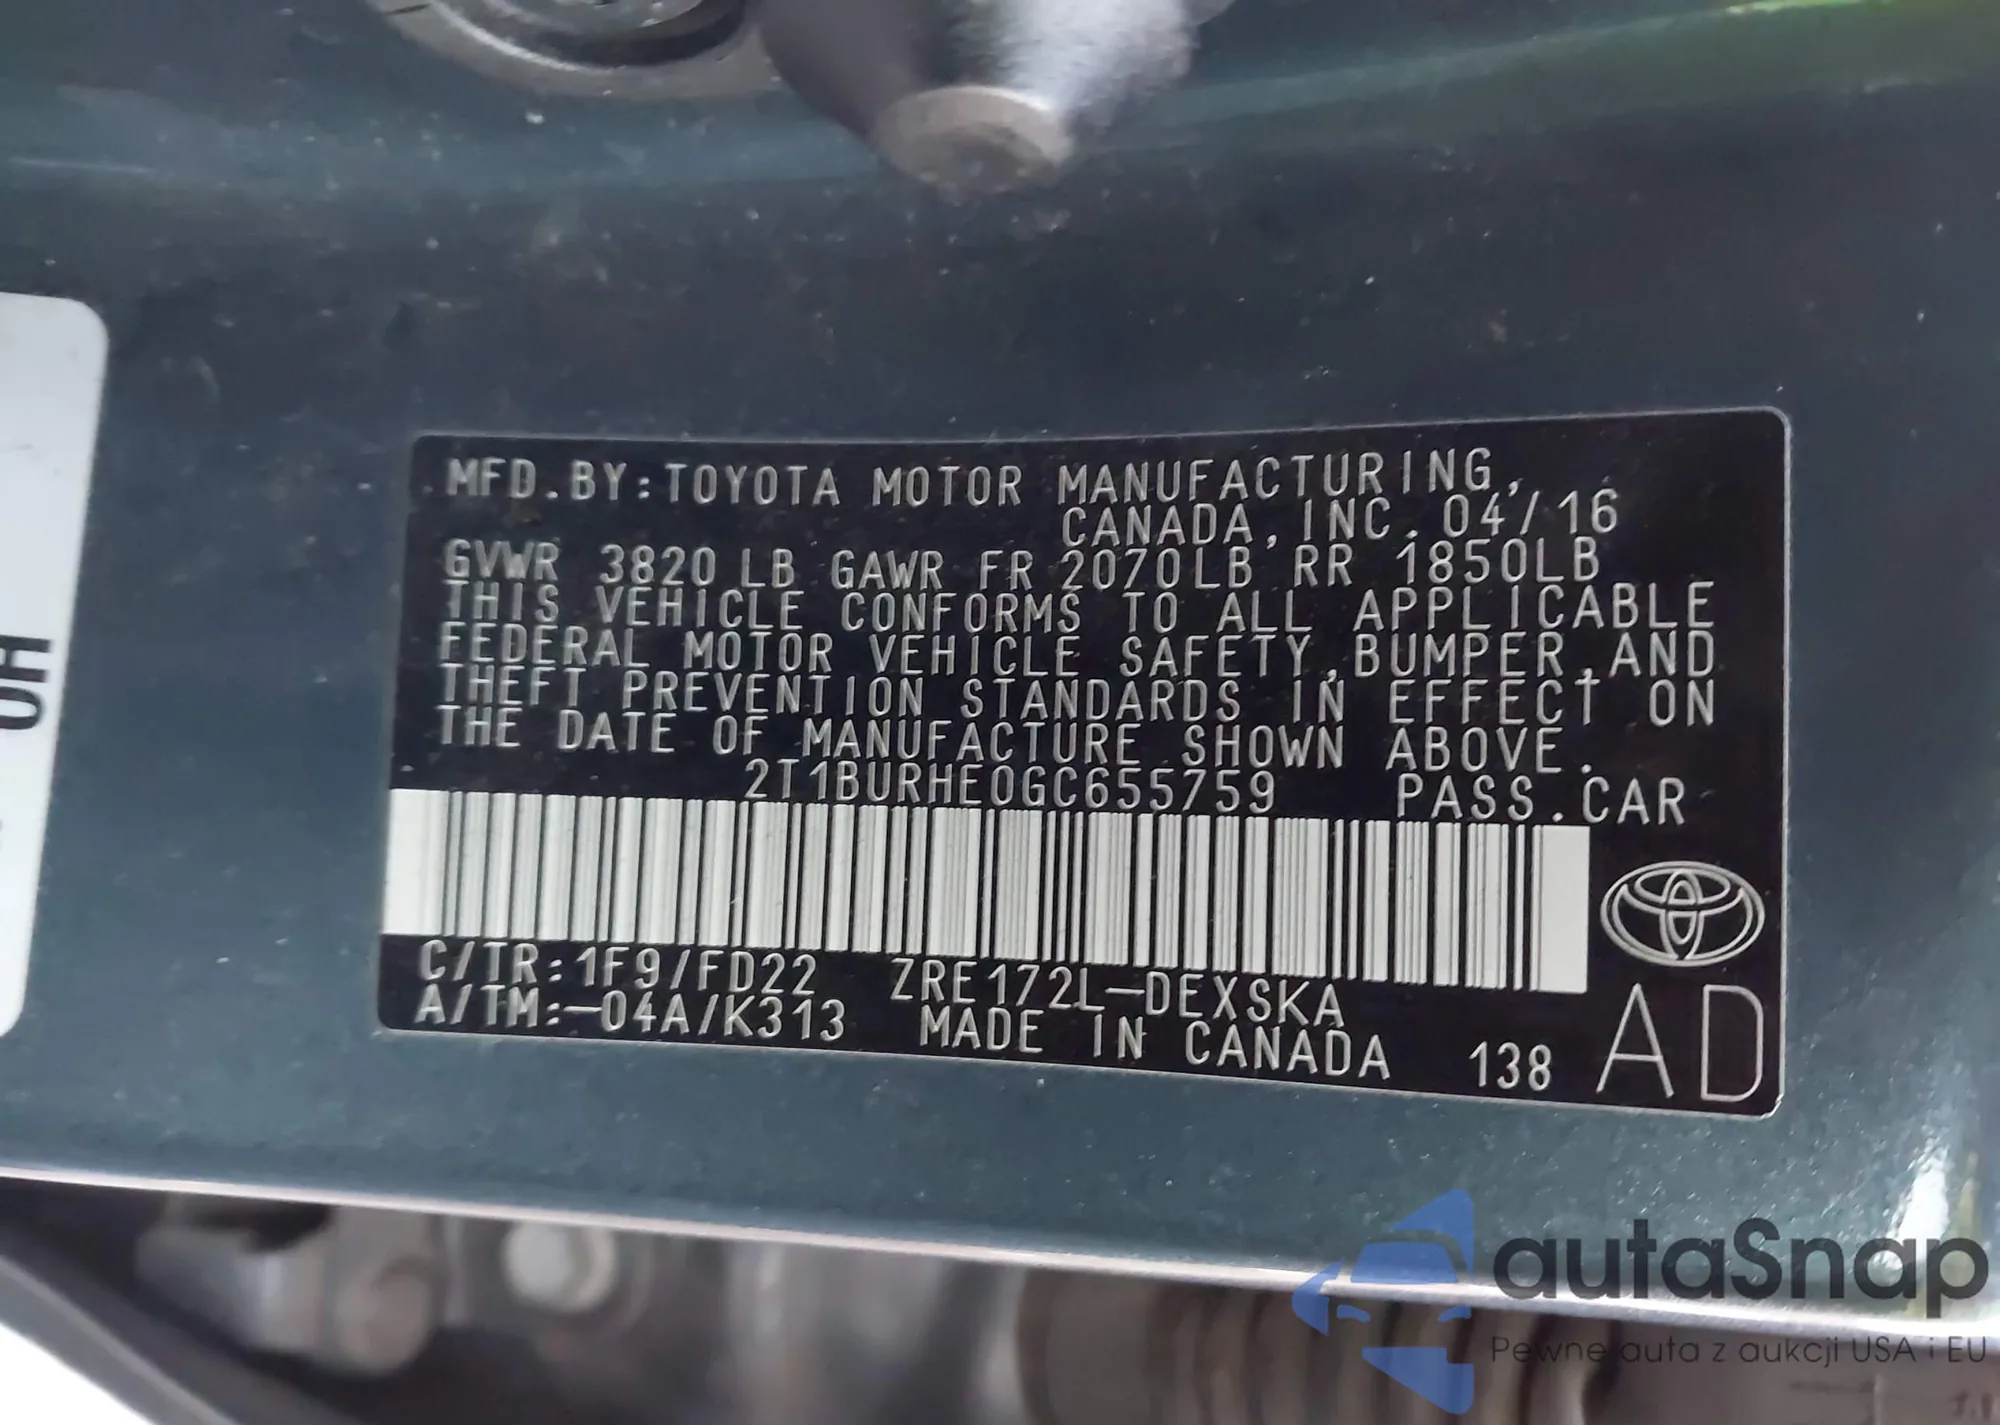 MFD.BY:TOYOTA MOTOR MANUFACTURING,
CANADA, INC. 04/16
GVWR 3820 LB GAWR FR 2070LB RR 1850LB
THIS VEHICLE CONFORMS TO ALL APPLICABLE
FEDERAL MOTOR VEHICLE SAFETY,BUMPER,AND
THEFT PREVENTION STANDARDS IN EFFECT ON
THE DATE OF MANUFACTURE SHOWN ABOVE.
2T1BURHE0GC655759 PASS.CAR
C/TR:1F9/FD22 ZRE172L-DEXSKA
A/TM:-04A/K313 MADE IN CANADA 138 AD
autaSnap
Pewne auta z aukcji USA i EU